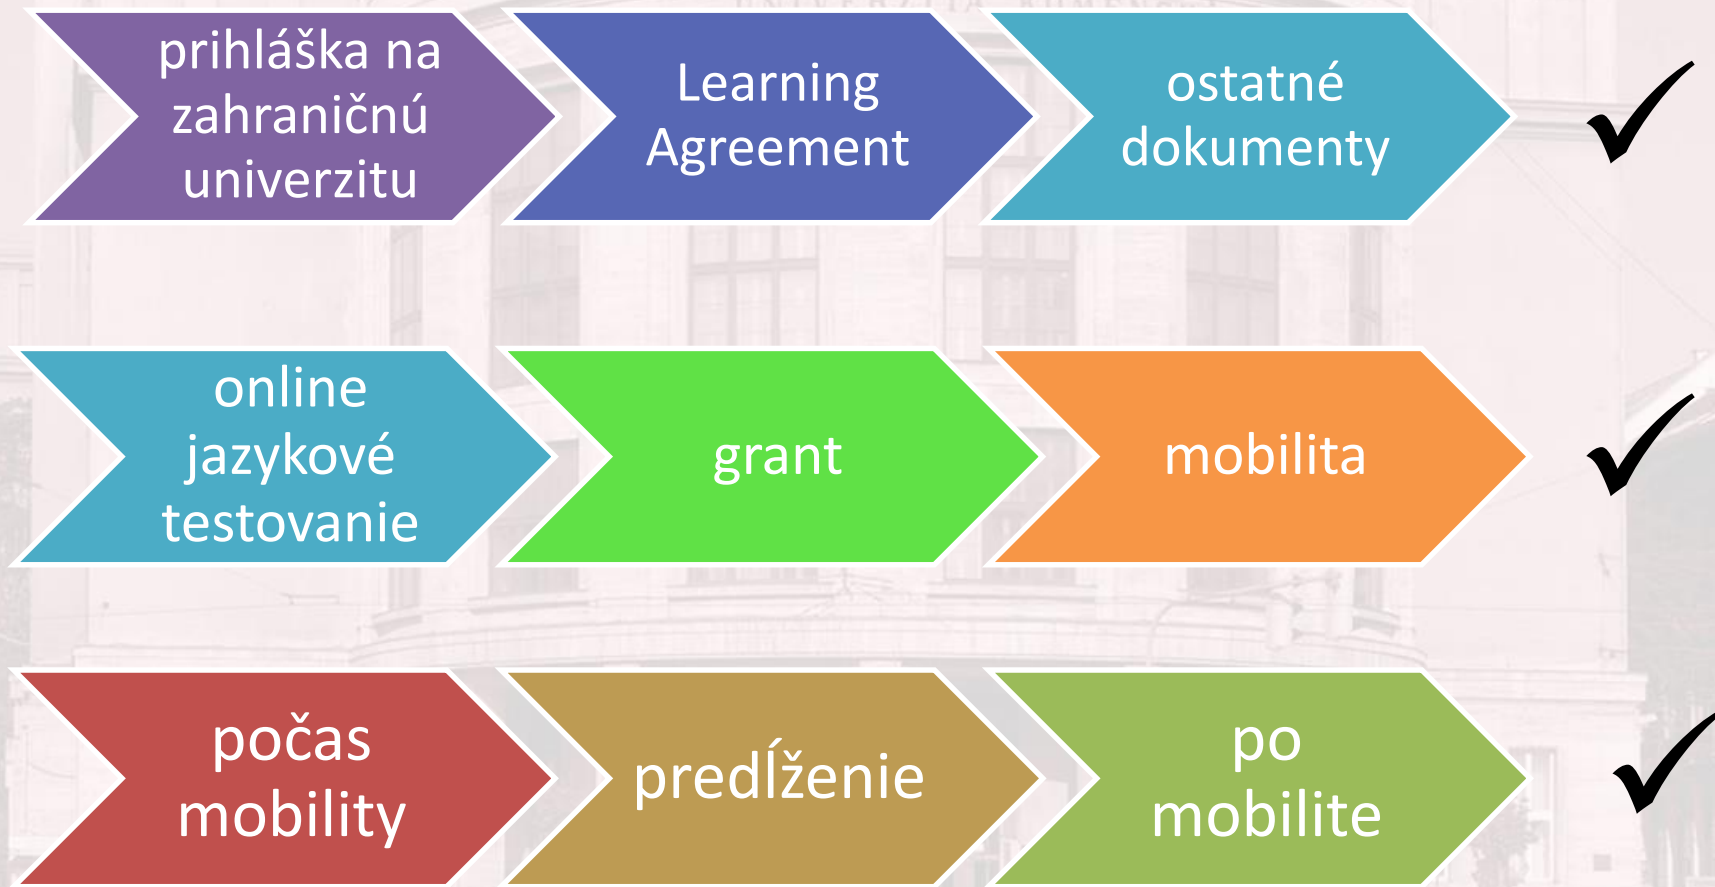 prihláška na
zahraničnú
univerzitu
Learning
Agreement
ostatné
dokumenty
online
jazykové
testovanie
grant
mobilita
počas
mobility
predĺženie
po
mobilite